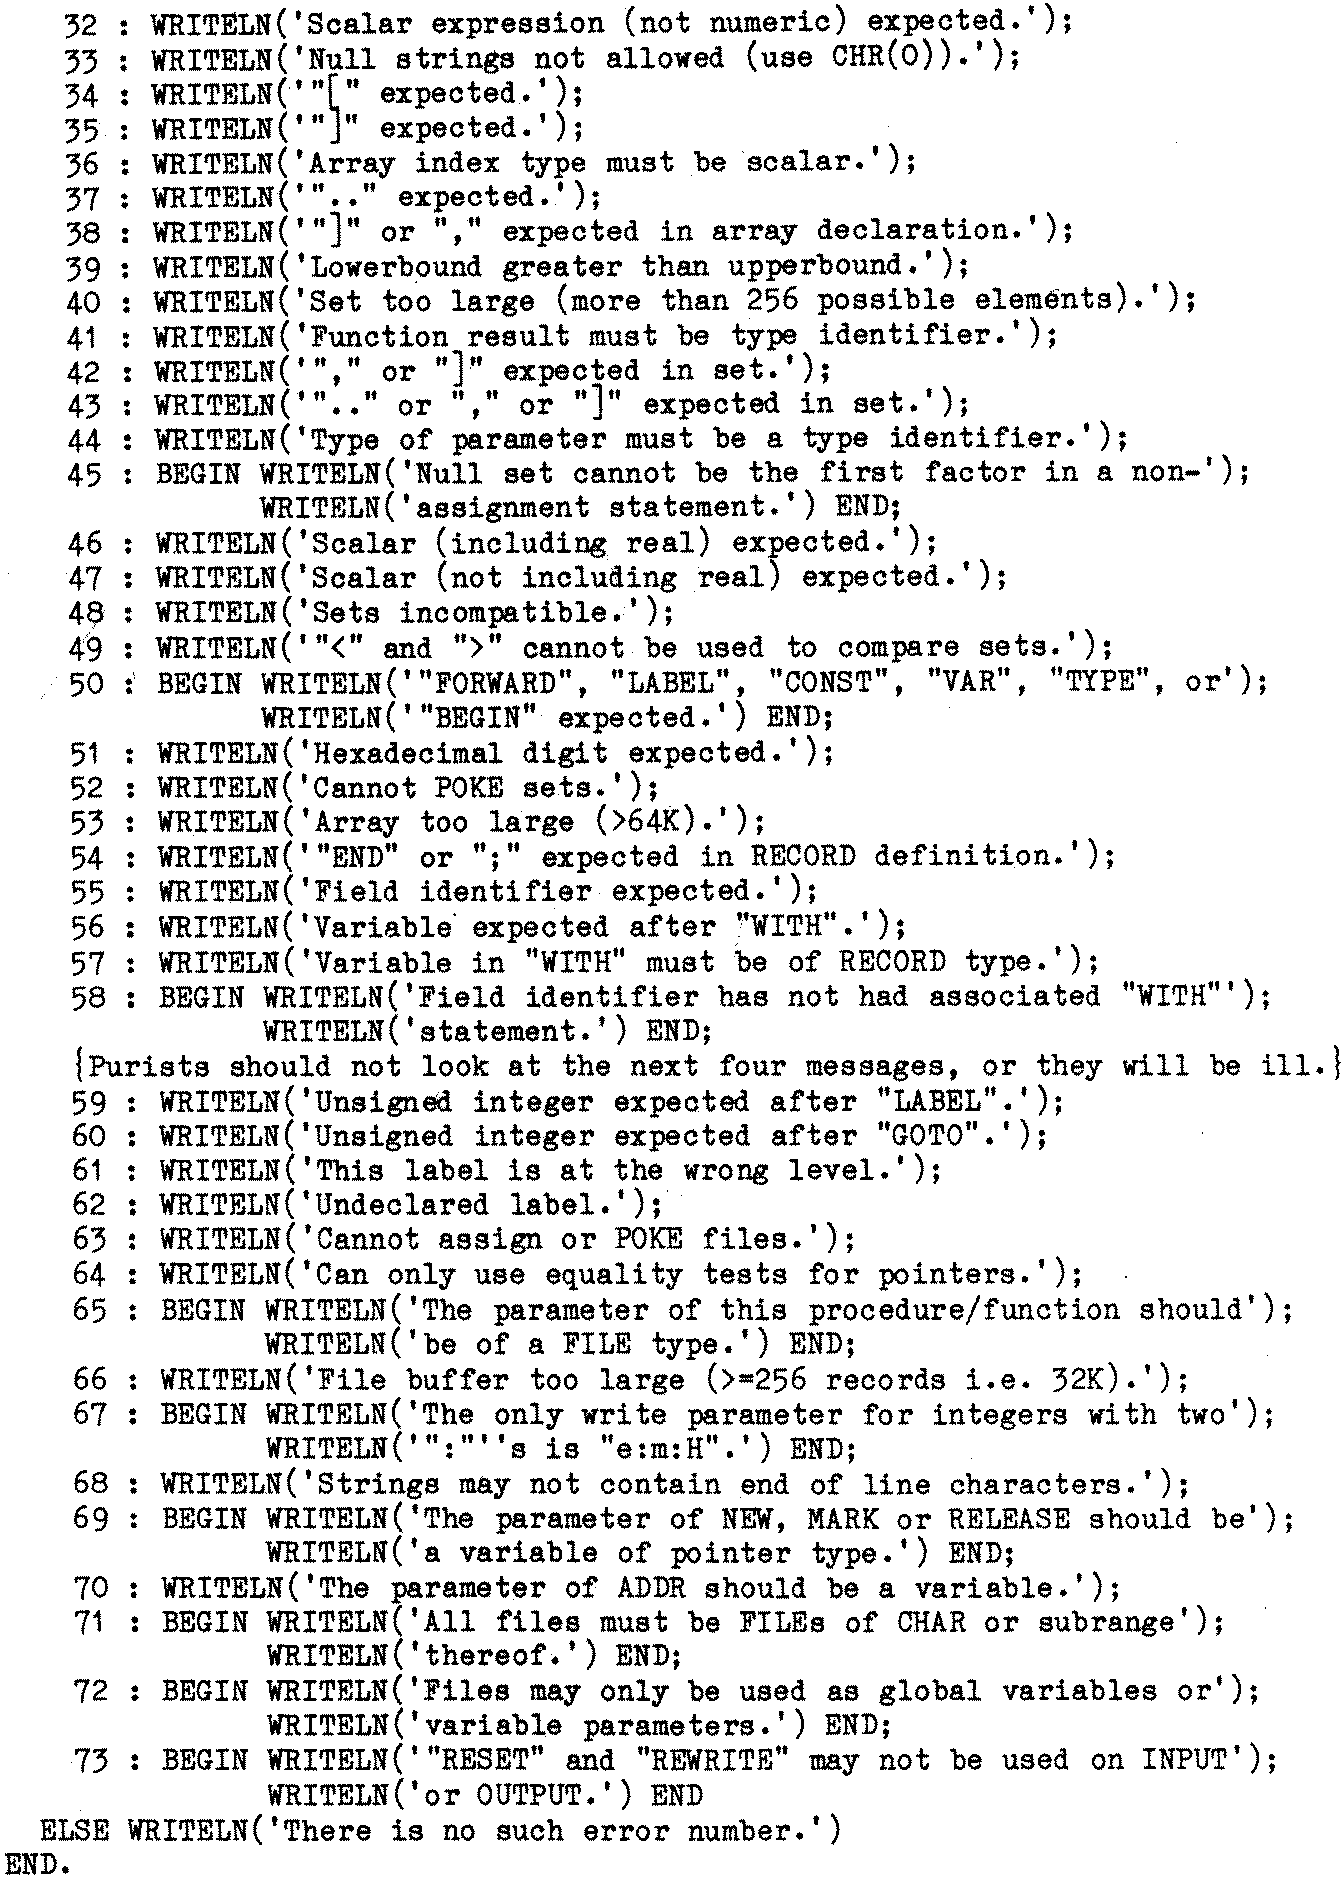 32 : WRITELN('Scalar expression (not numeric) expected.');
33 : WRITELN('Null strings not allowed (use CHR(0)).');
34 : WRITELN('"[" expected.');
35 : WRITELN('"]" expected.');
36 : WRITELN('Array index type must be scalar.');
37 : WRITELN('".." expected.');
38 : WRITELN('"]" or "," expected in array declaration.');
39 : WRITELN('Lowerbound greater than upperbound.');
40 : WRITELN('Set too large (more than 256 possible elements).');
41 : WRITELN('Function result must be type identifier.');
42 : WRITELN('"," or "]" expected in set.');
43 : WRITELN('".." or "," or "]" expected in set.');
44 : WRITELN('Type of parameter must be a type identifier.');
45 : BEGIN WRITELN('Null set cannot be the first factor in a non-');
WRITELN('assignment statement.') END;
46 : WRITELN('Scalar (including real) expected.');
47 : WRITELN('Scalar (not including real) expected.');
48 : WRITELN('Sets incompatible.');
49 : WRITELN('"<" and ">" cannot be used to compare sets.');
50 : BEGIN WRITELN('"FORWARD", "LABEL", "CONST", "VAR", "TYPE", or');
WRITELN('"BEGIN" expected.') END;
51 : WRITELN('Hexadecimal digit expected.');
52 : WRITELN('Cannot POKE sets.');
53 : WRITELN('Array too large (>64K).');
54 : WRITELN('"END" or ";" expected in RECORD definition.');
55 : WRITELN('Field identifier expected.');
56 : WRITELN('Variable expected after "WITH".');
57 : WRITELN('Variable in "WITH" must be of RECORD type.');
58 : BEGIN WRITELN('Field identifier has not had associated "WITH"');
WRITELN('statement.') END;
{Purists should not look at the next four messages, or they will be ill.}
59 : WRITELN('Unsigned integer expected after "LABEL".');
60 : WRITELN('Unsigned integer expected after "GOTO".');
61 : WRITELN('This label is at the wrong level.');
62 : WRITELN('Undeclared label.');
63 : WRITELN('Cannot assign or POKE files.');
64 : WRITELN('Can only use equality tests for pointers.');
65 : BEGIN WRITELN('The parameter of this procedure/function should');
WRITELN('be of a FILE type.') END;
66 : WRITELN('File buffer too large (>=256 records i.e. 32K).');
67 : BEGIN WRITELN('The only write parameter for integers with two');
WRITELN('":"''s is "e:m:H".') END;
68 : WRITELN('Strings may not contain end of line characters.');
69 : BEGIN WRITELN('The parameter of NEW, MARK or RELEASE should be');
WRITELN('a variable of pointer type.') END;
70 : WRITELN('The parameter of ADDR should be a variable.');
71 : BEGIN WRITELN('All files must be FILEs of CHAR or subrange');
WRITELN('thereof.') END;
72 : BEGIN WRITELN('Files may only be used as global variables or');
WRITELN('variable parameters.') END;
73 : BEGIN WRITELN('"RESET" and "REWRITE" may not be used on INPUT');
WRITELN('or OUTPUT.') END
ELSE WRITELN('There is no such error number.')
END.